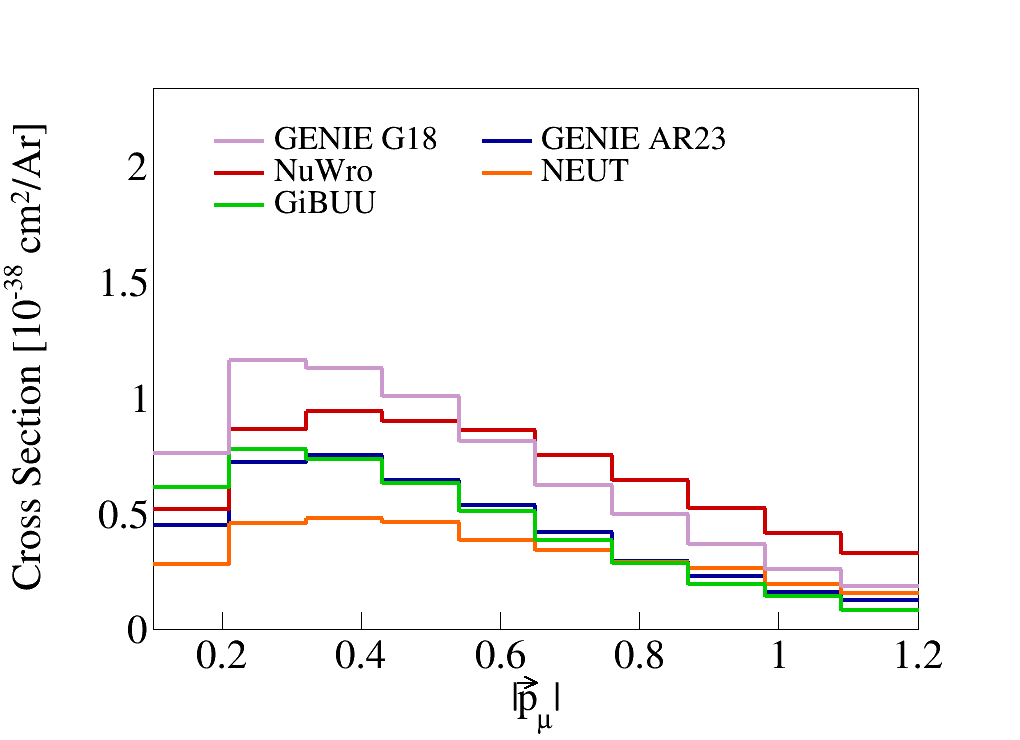 GENIE G18 GENIE AR23
NuWro NEUT
GiBUU
Cross Section [10⁻³⁸ cm²/Ar]
2
1.5
1
0.5
0
0.2 0.4 0.6 0.8 1 1.2
|p⃗_μ|